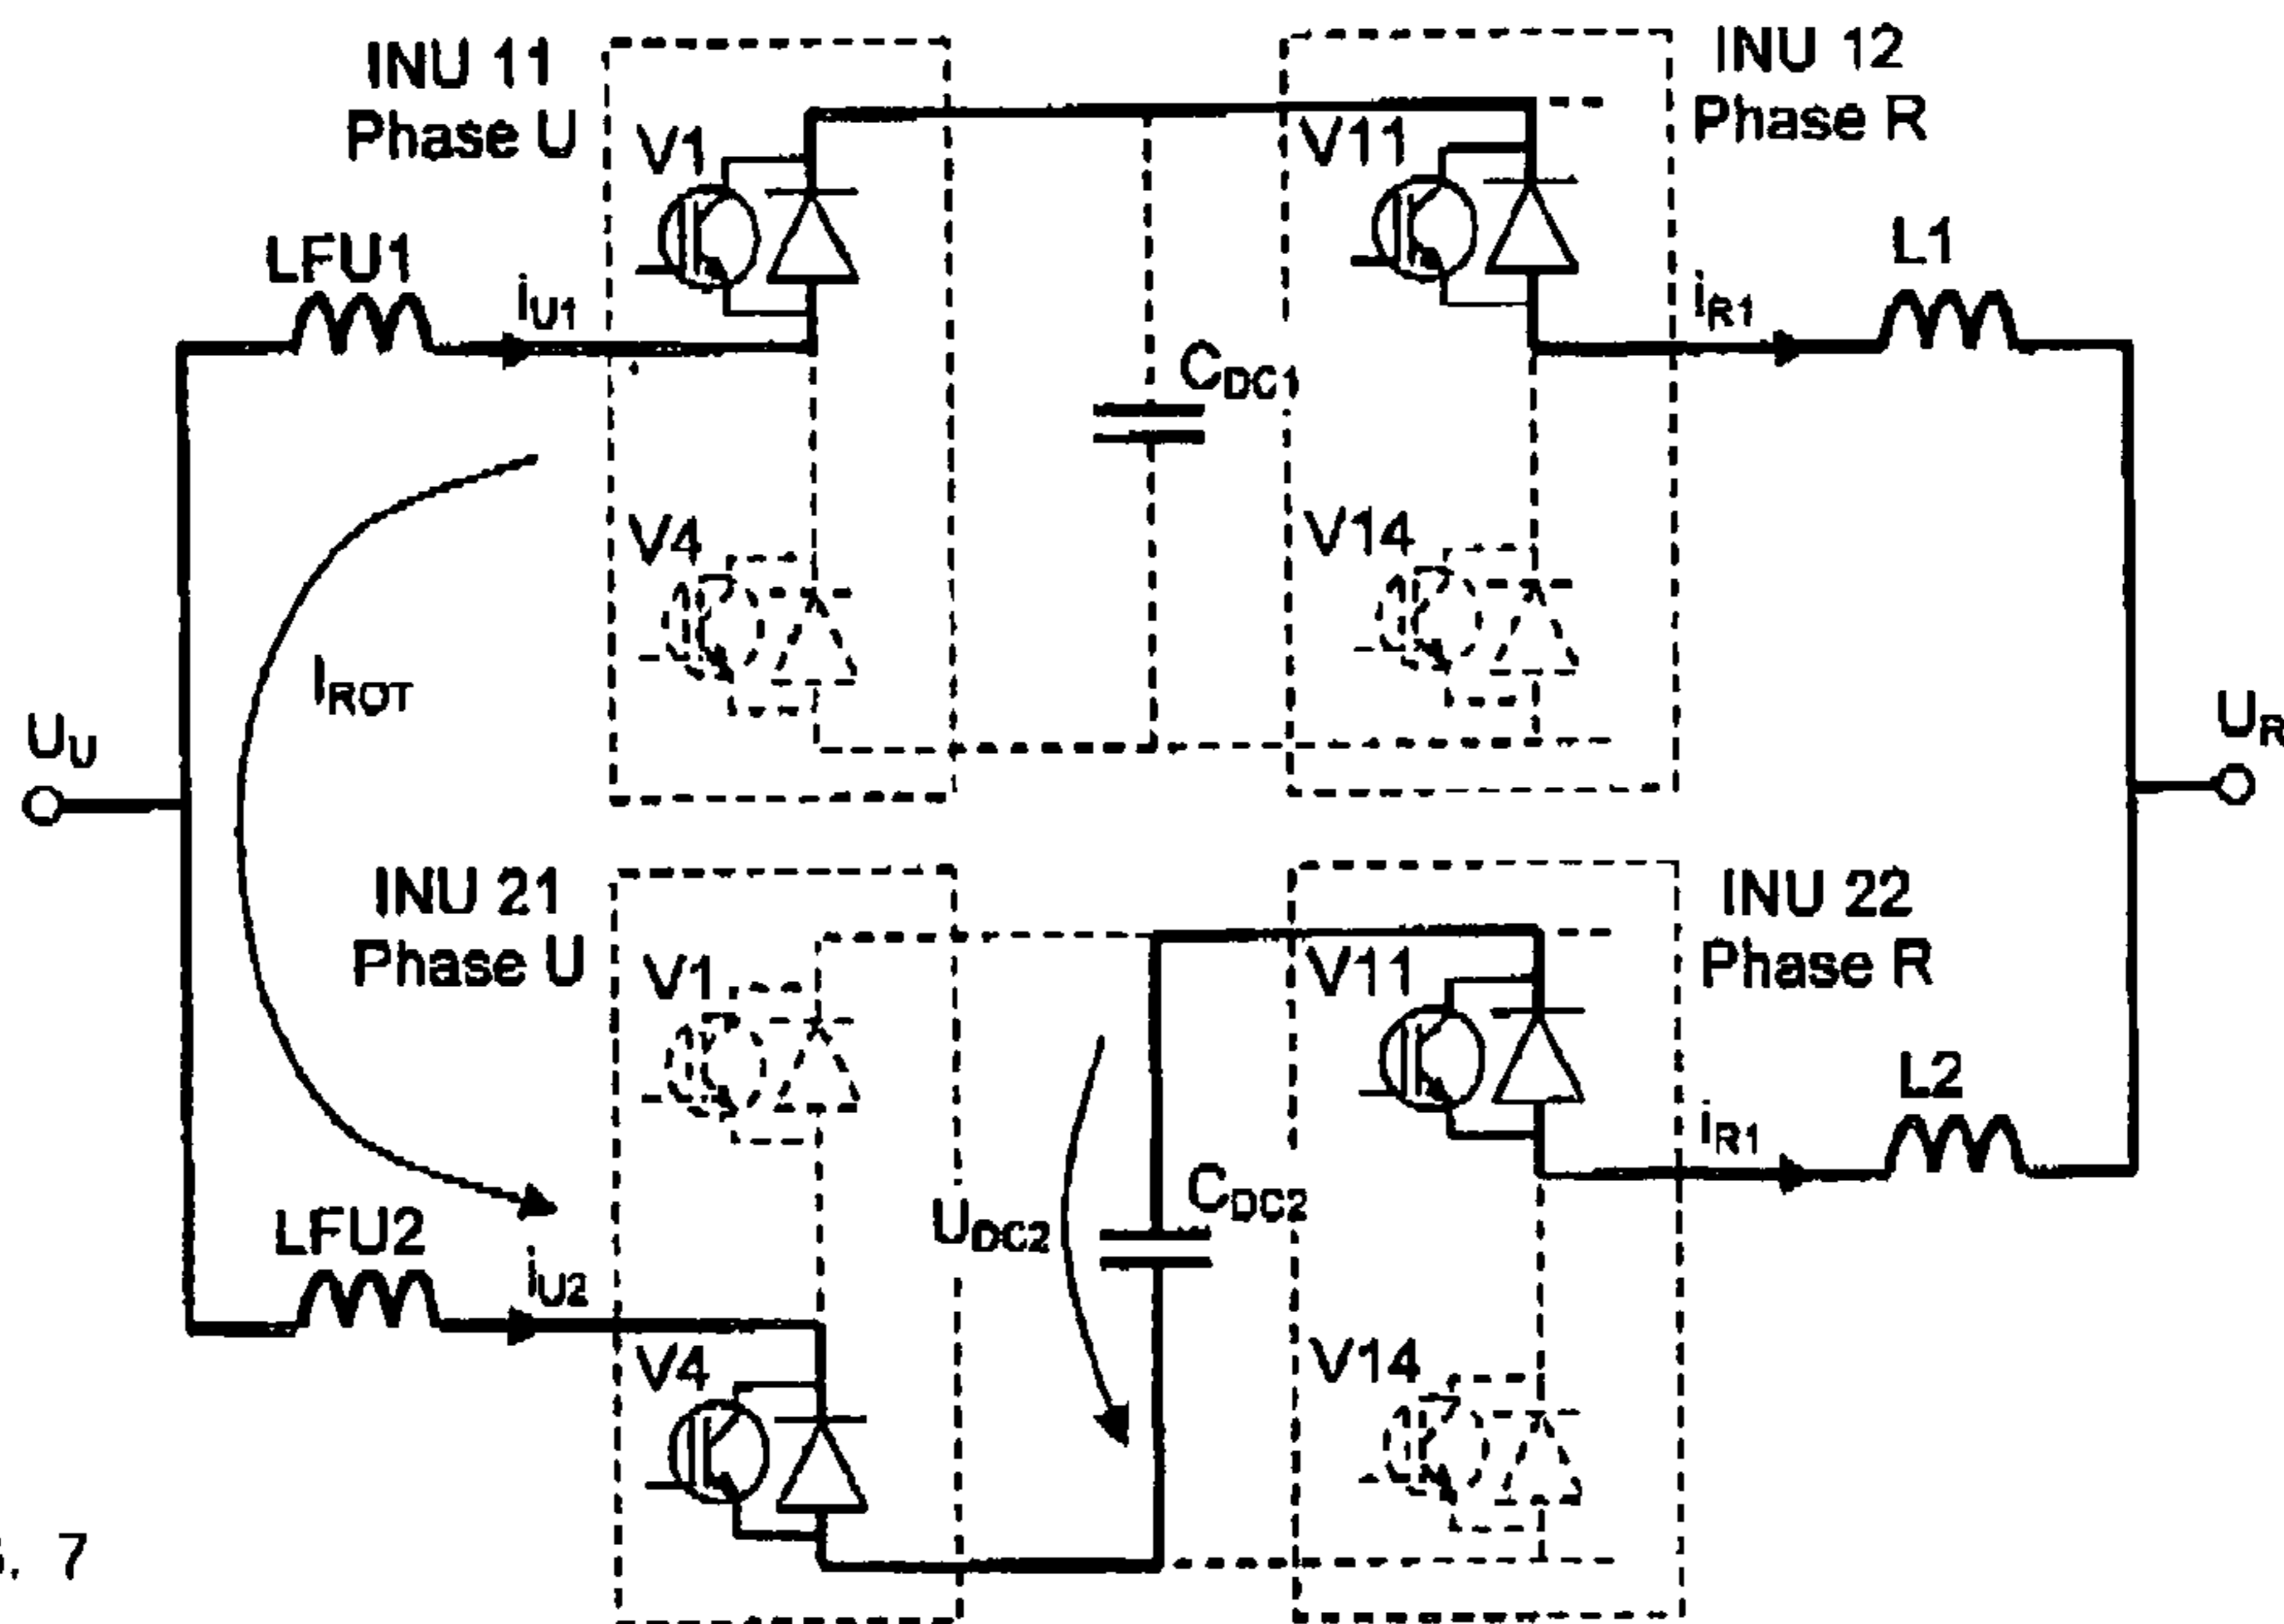 INU 11
Phase U
INU 12
Phase R
V1
V11
LFU1
iU1
L1
iR1
CDC1
V4
V14
IROT
UU
UR
INU 21
Phase U
INU 22
Phase R
V1
V11
L2
iR1
CDC2
UDC2
LFU2
iU2
V4
V14
7